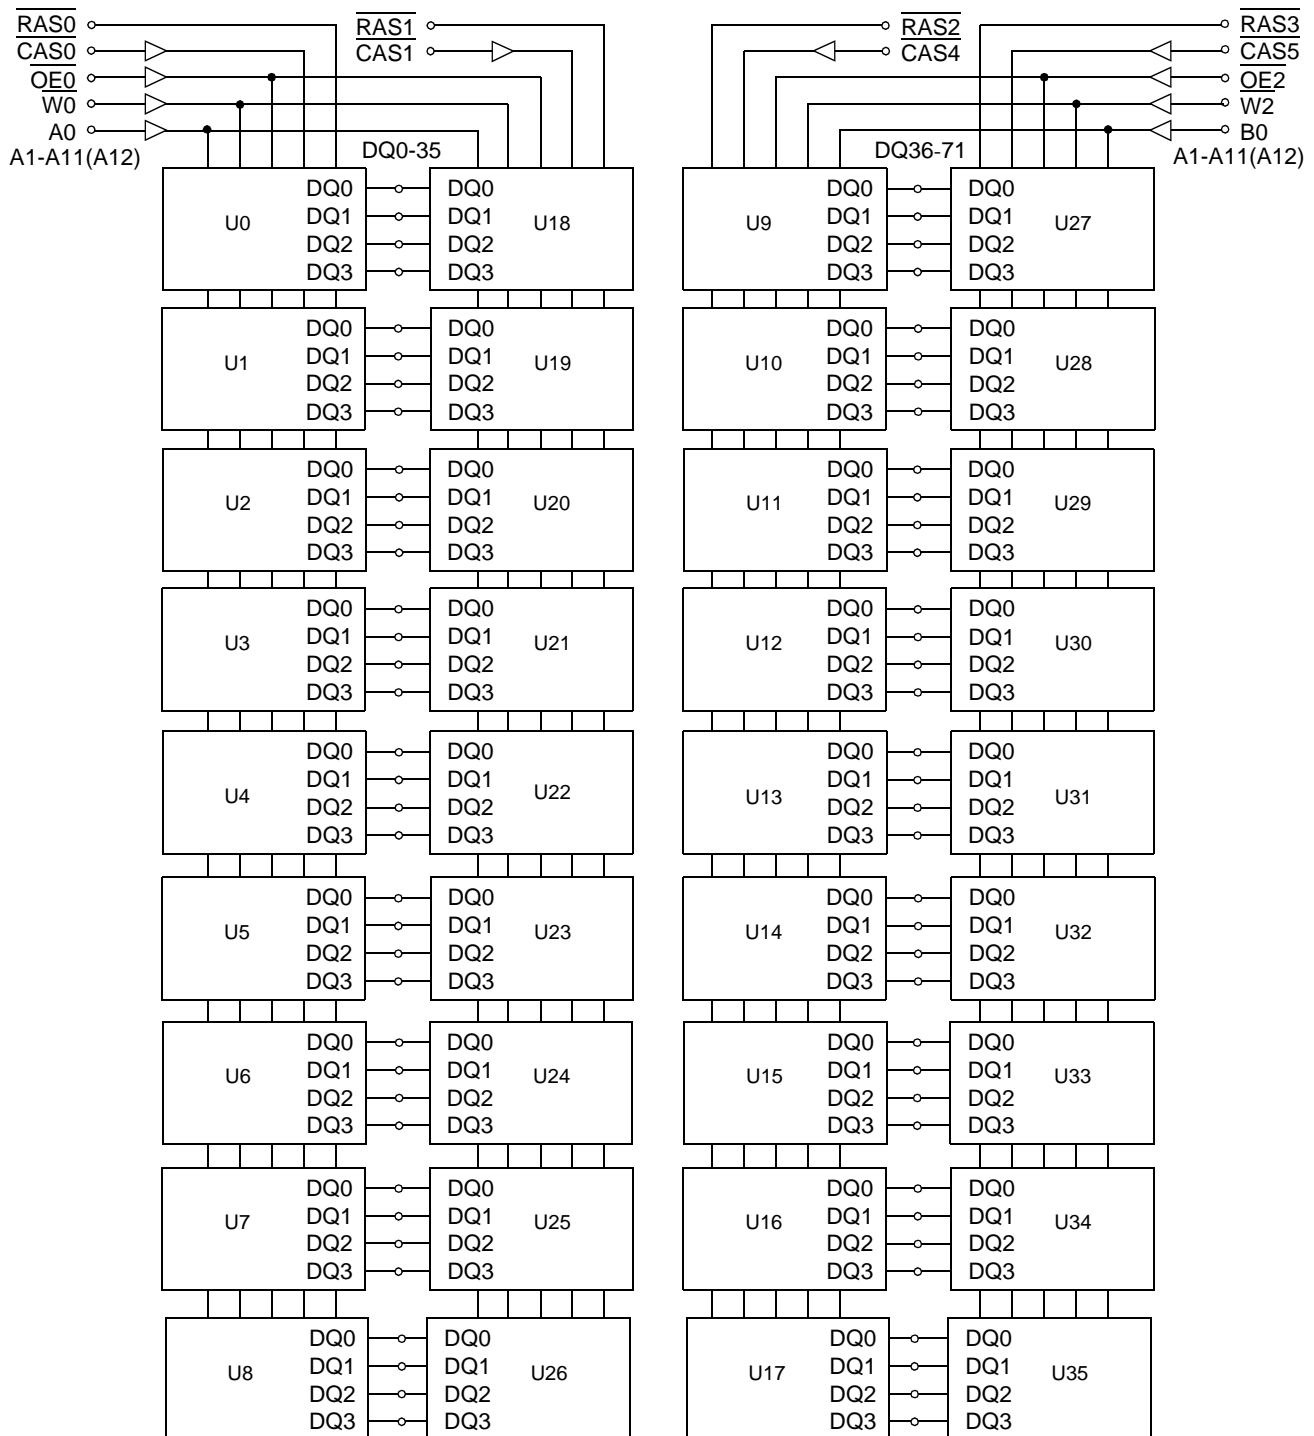 RAS0 RAS1 RAS2 RAS3
CAS0 CAS1 CAS4 CAS5
OE0 OE2
W0 W2
A0 B0
A1-A11(A12) DQ0-35 DQ36-71 A1-A11(A12)
DQ0 DQ0 DQ0 DQ0
U0 DQ1 DQ1 U18 U9 DQ1 DQ1 U27
DQ2 DQ2 DQ2 DQ2
DQ3 DQ3 DQ3 DQ3
DQ0 DQ0 DQ0 DQ0
U1 DQ1 DQ1 U19 U10 DQ1 DQ1 U28
DQ2 DQ2 DQ2 DQ2
DQ3 DQ3 DQ3 DQ3
DQ0 DQ0 DQ0 DQ0
U2 DQ1 DQ1 U20 U11 DQ1 DQ1 U29
DQ2 DQ2 DQ2 DQ2
DQ3 DQ3 DQ3 DQ3
DQ0 DQ0 DQ0 DQ0
U3 DQ1 DQ1 U21 U12 DQ1 DQ1 U30
DQ2 DQ2 DQ2 DQ2
DQ3 DQ3 DQ3 DQ3
DQ0 DQ0 DQ0 DQ0
U4 DQ1 DQ1 U22 U13 DQ1 DQ1 U31
DQ2 DQ2 DQ2 DQ2
DQ3 DQ3 DQ3 DQ3
DQ0 DQ0 DQ0 DQ0
U5 DQ1 DQ1 U23 U14 DQ1 DQ1 U32
DQ2 DQ2 DQ2 DQ2
DQ3 DQ3 DQ3 DQ3
DQ0 DQ0 DQ0 DQ0
U6 DQ1 DQ1 U24 U15 DQ1 DQ1 U33
DQ2 DQ2 DQ2 DQ2
DQ3 DQ3 DQ3 DQ3
DQ0 DQ0 DQ0 DQ0
U7 DQ1 DQ1 U25 U16 DQ1 DQ1 U34
DQ2 DQ2 DQ2 DQ2
DQ3 DQ3 DQ3 DQ3
DQ0 DQ0 DQ0 DQ0
U8 DQ1 DQ1 U26 U17 DQ1 DQ1 U35
DQ2 DQ2 DQ2 DQ2
DQ3 DQ3 DQ3 DQ3